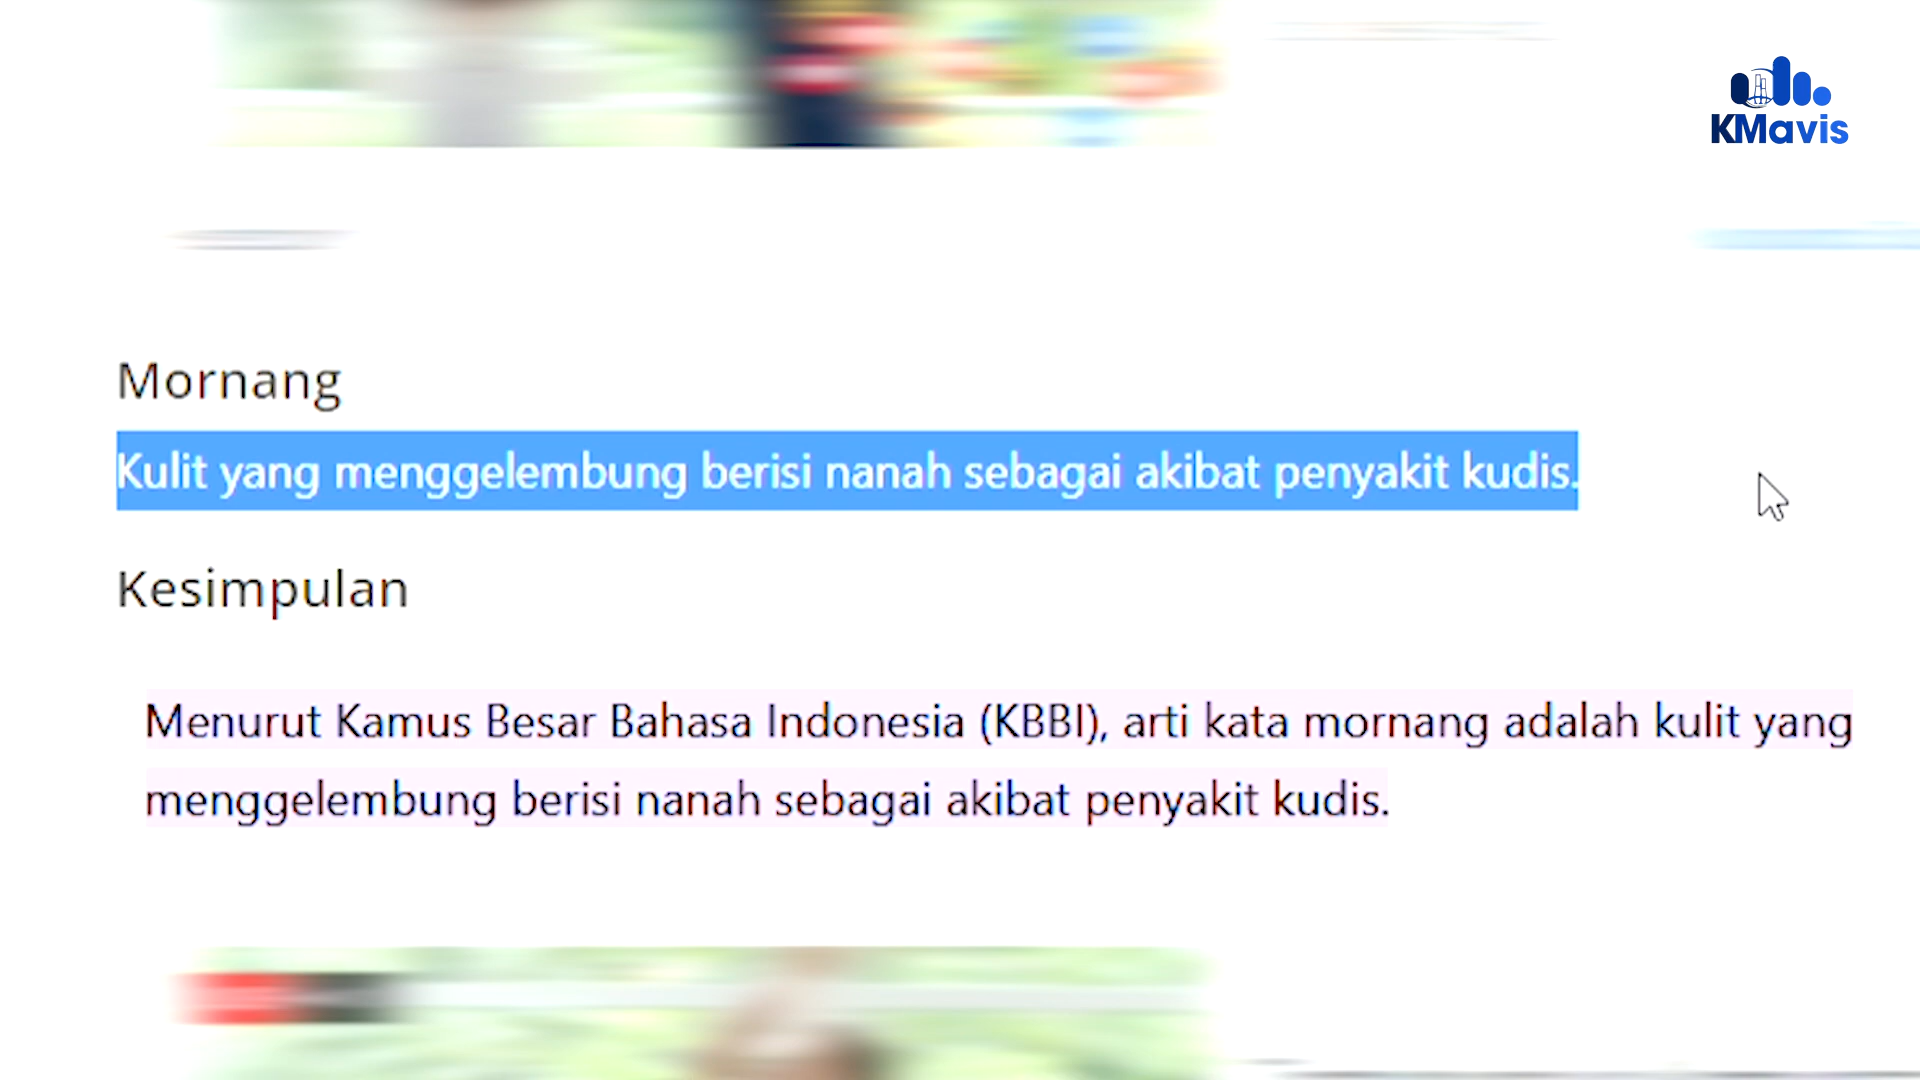 KMavis
Mornang
Kulit yang menggelembung berisi nanah sebagai akibat penyakit kudis.
Kesimpulan
Menurut Kamus Besar Bahasa Indonesia (KBBI), arti kata mornang adalah kulit yang
menggelembung berisi nanah sebagai akibat penyakit kudis.